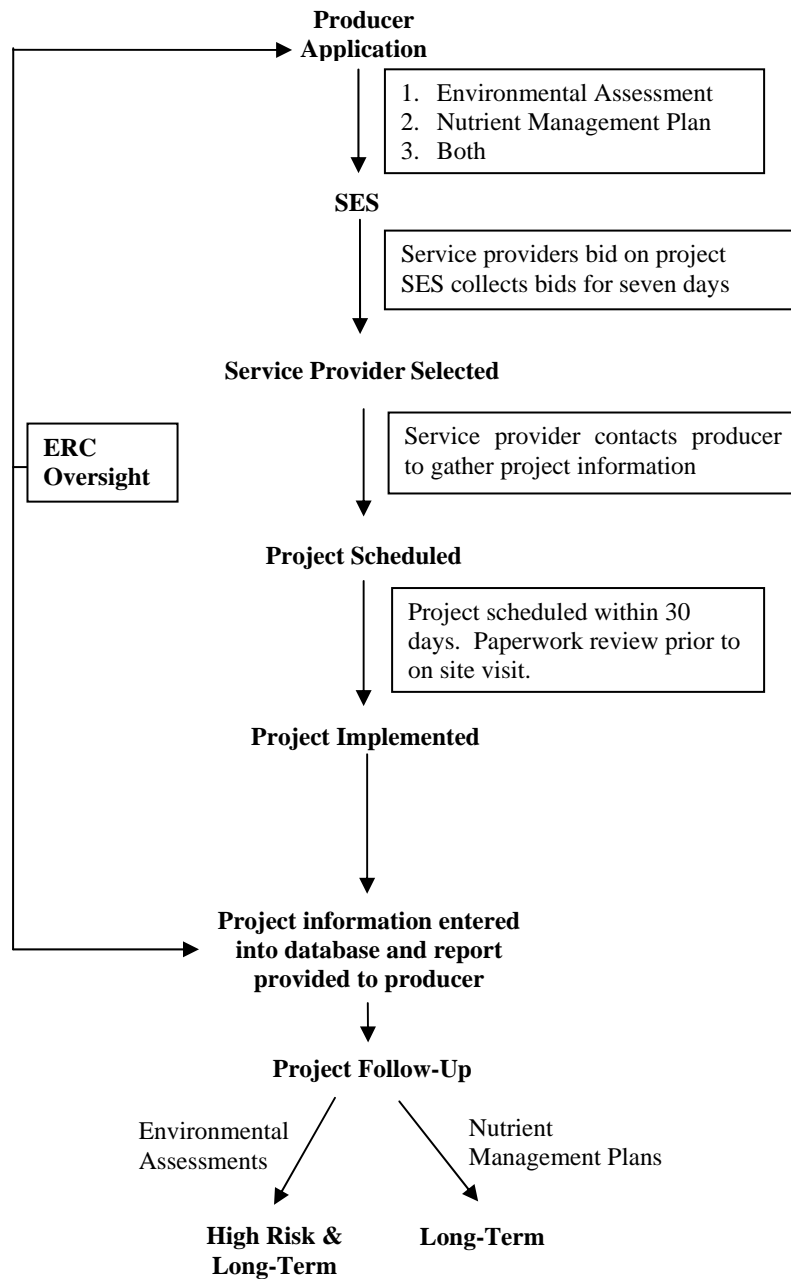 Producer
Application
1. Environmental Assessment
2. Nutrient Management Plan
3. Both
SES
Service providers bid on project
SES collects bids for seven days
Service Provider Selected
ERC
Oversight
Service provider contacts producer
to gather project information
Project Scheduled
Project scheduled within 30
days. Paperwork review prior to
on site visit.
Project Implemented
Project information entered
into database and report
provided to producer
Project Follow-Up
Environmental
Assessments
Nutrient
Management Plans
High Risk &
Long-Term
Long-Term